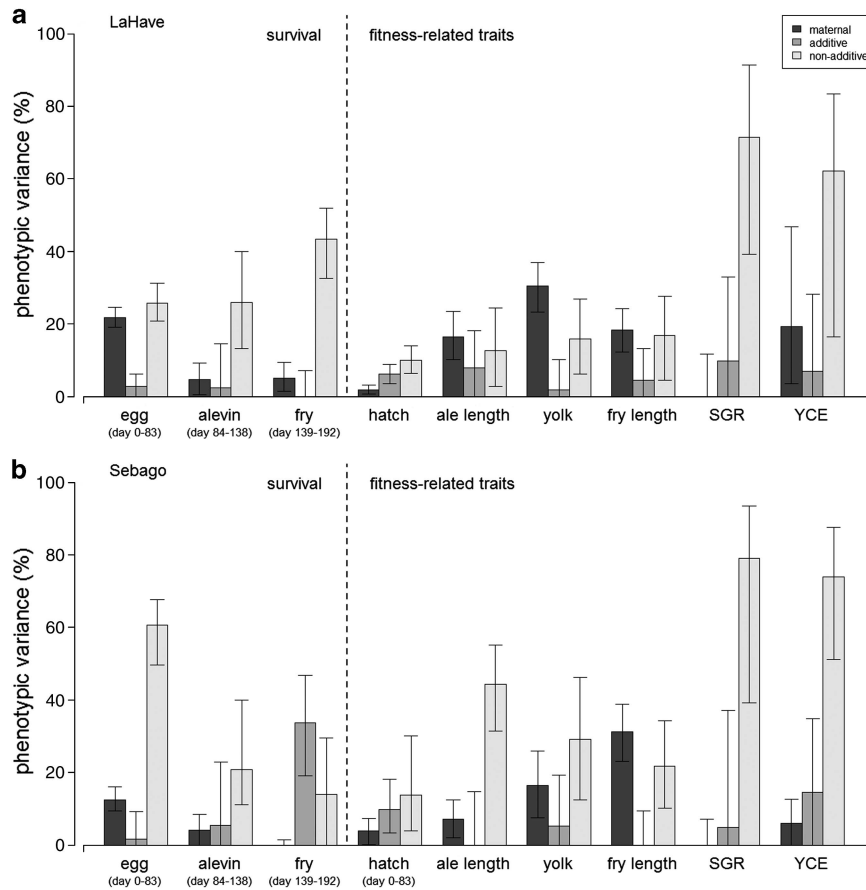 a
LaHave
survival
fitness-related traits
maternal
additive
non-additive
phenotypic variance (%)
100
80
60
40
20
0
egg alevin fry hatch ale length yolk fry length SGR YCE
(day 0-83) (day 84-138) (day 139-192)
b
Sebago
survival
fitness-related traits
phenotypic variance (%)
100
80
60
40
20
0
egg alevin fry hatch ale length yolk fry length SGR YCE
(day 0-83) (day 84-138) (day 139-192) (day 0-83)